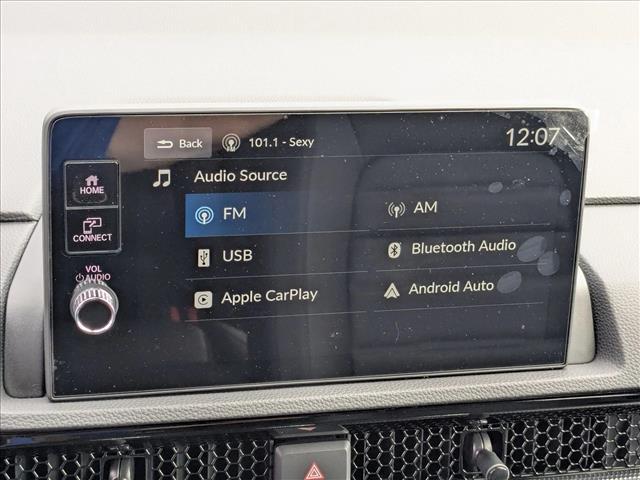 Back
101.1 - Sexy
12:07
HOME
Audio Source
FM
AM
CONNECT
USB
Bluetooth Audio
VOL
AUDIO
Apple CarPlay
Android Auto